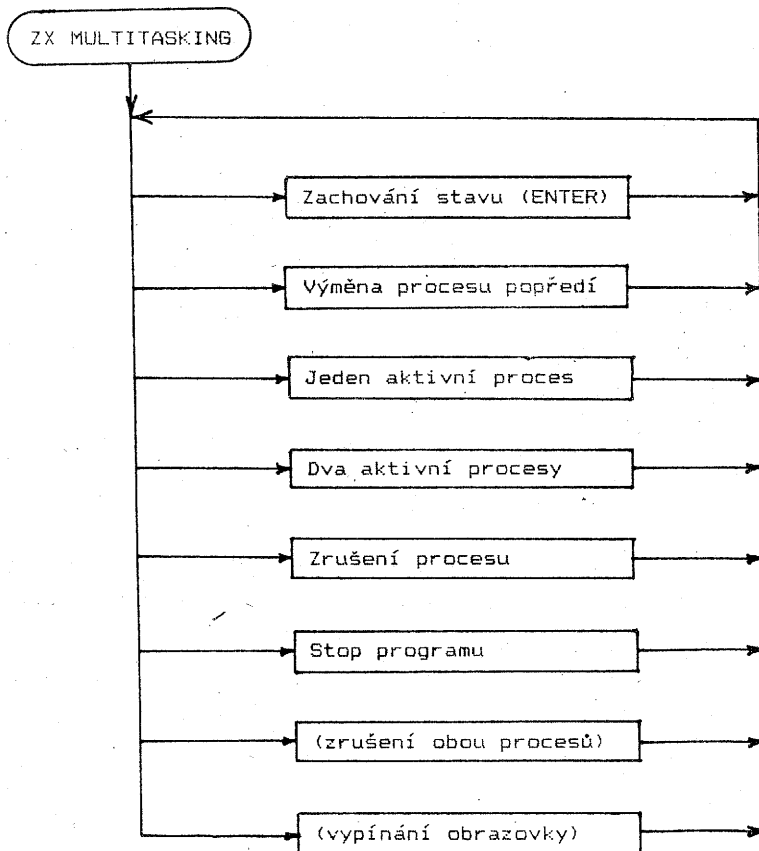 ZX MULTITASKING
Zachování stavu (ENTER)
Výměna procesu popředí
Jeden aktivní proces
Dva aktivní procesy
Zrušení procesu
Stop programu
(zrušení obou procesů)
(vypínání obrazovky)